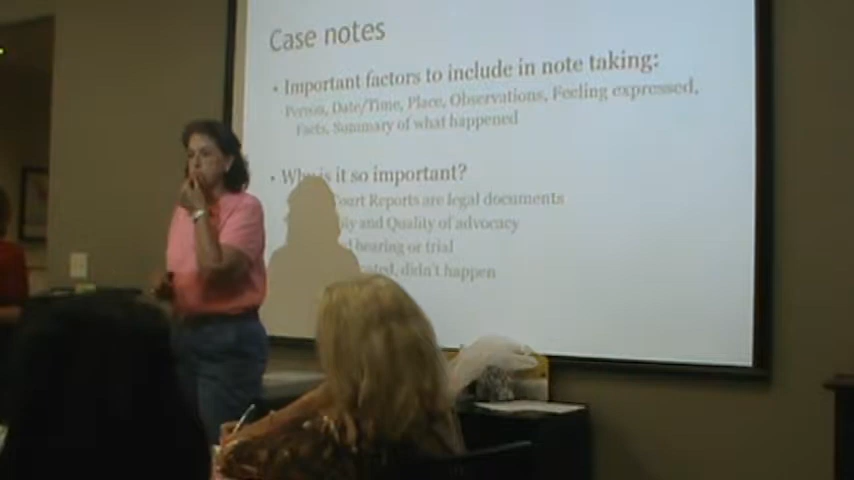 Case notes
• Important factors to include in note taking:
Person, Date/Time, Place, Observations, Feeling expressed,
Facts, Summary of what happened
• Why is it so important?
Court Reports are legal documents
and Quality of advocacy
hearing or trial
didn't happen